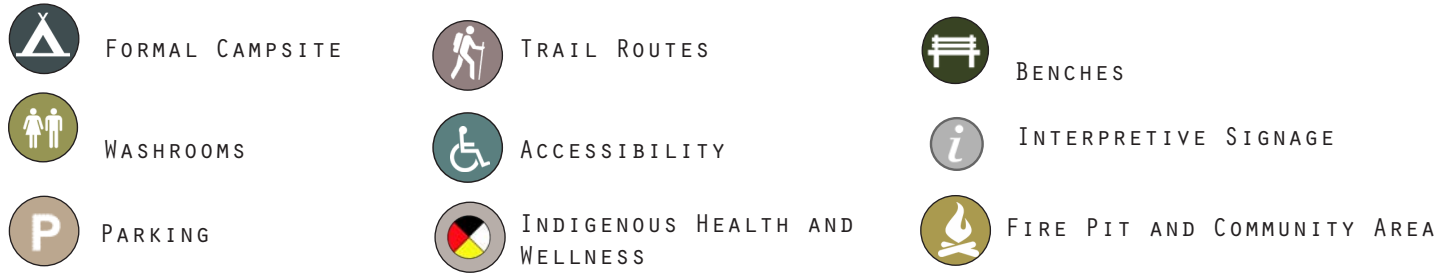 Formal Campsite
Trail Routes
Benches
Washrooms
Accessibility
i
Interpretive Signage
P
Parking
Indigenous Health and
Wellness
Fire Pit and Community Area